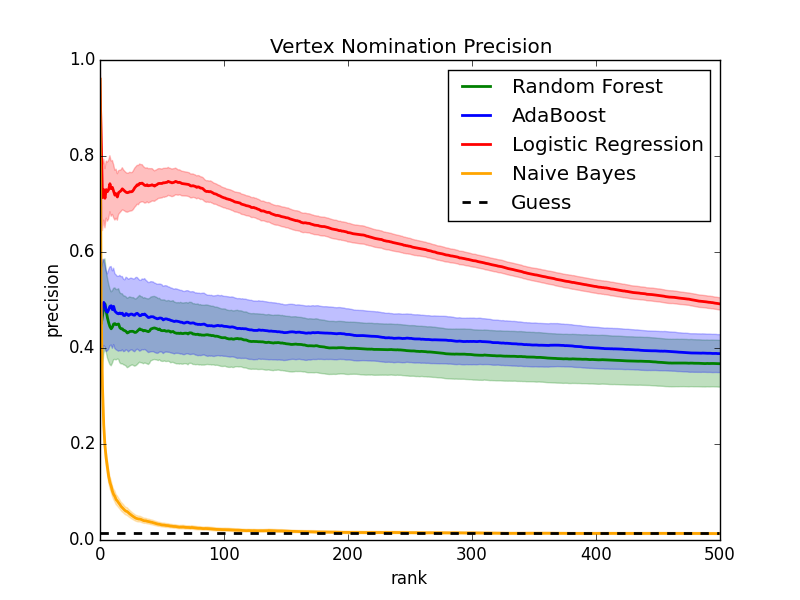 Vertex Nomination Precision
1.0
0.8
0.6
0.4
0.2
0.0
precision
Random Forest
AdaBoost
Logistic Regression
Naive Bayes
Guess
0 100 200 300 400 500
rank